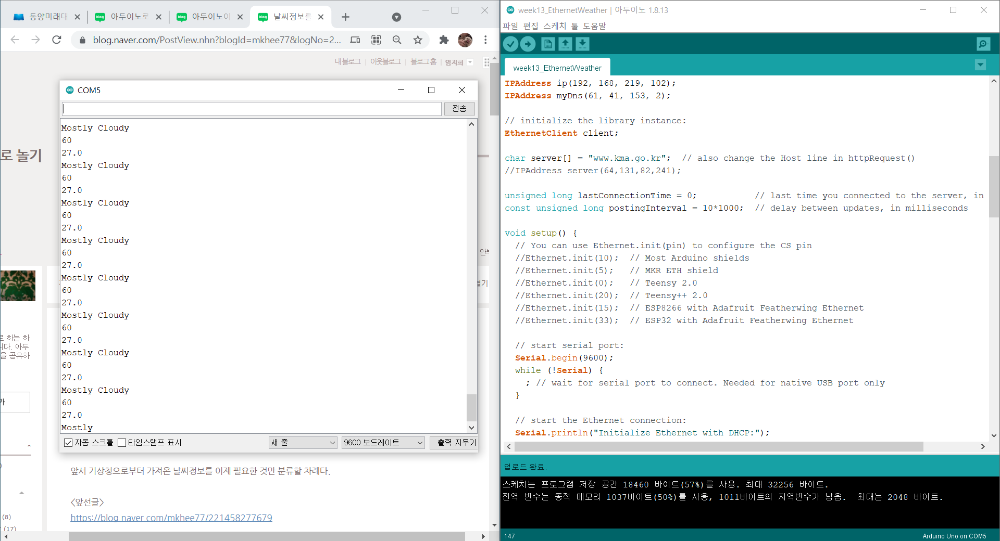 동양미래대
아두이노로
아두이노이
날씨정보를
blog.naver.com/PostView.nhn?blogId=mkhee77&logNo=2...
내 블로그 | 이웃블로그 | 블로그 홈 | 엄지희
로 놀기
열기
로 하는 하
니다. 아두
을 공유하
가
(8)
(17)
COM5
전송
Mostly Cloudy
60
27.0
Mostly Cloudy
60
27.0
Mostly Cloudy
60
27.0
Mostly Cloudy
60
27.0
Mostly Cloudy
60
27.0
Mostly Cloudy
60
27.0
Mostly Cloudy
60
27.0
Mostly Cloudy
60
27.0
Mostly
자동 스크롤 타임스탬프 표시 새 줄 9600 보드레이트 출력 지우기
앞서 기상청으로부터 가져온 날씨정보를 이제 필요한 것만 분류할 차례다.
<앞선글>
https://blog.naver.com/mkhee77/221458277679
week13_EthernetWeather | 아두이노 1.8.13
파일 편집 스케치 툴 도움말
week13_EthernetWeather
IPAddress ip(192, 168, 219, 102);
IPAddress myDns(61, 41, 153, 2);
// initialize the library instance:
EthernetClient client;
char server[] = "www.kma.go.kr";  // also change the Host line in httpRequest()
//IPAddress server(64,131,82,241);
unsigned long lastConnectionTime = 0;           // last time you connected to the server, in
const unsigned long postingInterval = 10*1000;  // delay between updates, in milliseconds
void setup() {
// You can use Ethernet.init(pin) to configure the CS pin
//Ethernet.init(10);  // Most Arduino shields
//Ethernet.init(5);   // MKR ETH shield
//Ethernet.init(0);   // Teensy 2.0
//Ethernet.init(20);  // Teensy++ 2.0
//Ethernet.init(15);  // ESP8266 with Adafruit Featherwing Ethernet
//Ethernet.init(33);  // ESP32 with Adafruit Featherwing Ethernet
// start serial port:
Serial.begin(9600);
while (!Serial) {
; // wait for serial port to connect. Needed for native USB port only
}
// start the Ethernet connection:
Serial.println("Initialize Ethernet with DHCP:");
업로드 완료.
스케치는 프로그램 저장 공간 18460 바이트(57%)를 사용. 최대 32256 바이트.
전역 변수는 동적 메모리 1037바이트(50%)를 사용, 1011바이트의 지역변수가 남음.  최대는 2048 바이트.
147
Arduino Uno on COM5